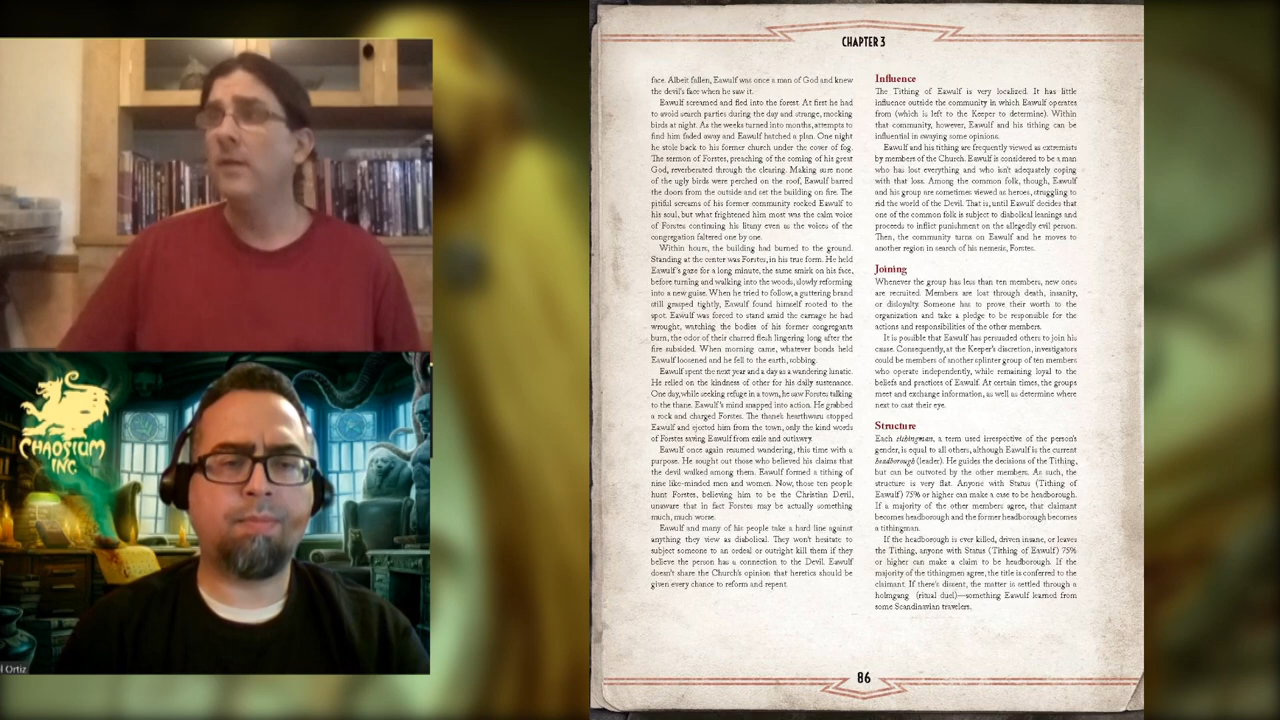 CHAOSIUM
INC.
l Ortiz
CHAPTER 3
face. Albeit fallen, Eawulf was once a man of God and knew
the devil's face when he saw it.
Eawulf screamed and fled into the forest. At first he had
to avoid search parties during the day and strange, mocking
birds at night. As the weeks turned into months, attempts to
find him faded away and Eawulf hatched a plan. One night
he stole back to his former church under the cover of fog.
The sermon of Forstes, preaching of the coming of his great
God, reverberated through the clearing. Making sure none
of the ugly birds were perched on the roof, Eawulf barred
the doors from the outside and set the building on fire. The
pitiful screams of his former community rocked Eawulf to
his soul, but what frightened him most was the calm voice
of Forstes continuing his litany even as the voices of the
congregation faltered one by one.
Within hours, the building had burned to the ground.
Standing at the center was Forstes, in his true form. He held
Eawulf's gaze for a long minute, the same smirk on his face,
before turning and walking into the woods, slowly reforming
into a new guise. When he tried to follow, a guttering brand
still grasped tightly, Eawulf found himself rooted to the
spot. Eawulf was forced to stand amid the carnage he had
wrought, watching the bodies of his former congregants
burn, the odor of their charred flesh lingering long after the
fire subsided. When morning came, whatever bonds held
Eawulf loosened and he fell to the earth, sobbing.
Eawulf spent the next year and a day as a wandering lunatic.
He relied on the kindness of other for his daily sustenance.
One day, while seeking refuge in a town, he saw Forstes talking
to the thane. Eawulf's mind snapped into action. He grabbed
a rock and charged Forstes. The thane's hearthwaru stopped
Eawulf and ejected him from the town, only the kind words
of Forstes saving Eawulf from exile and outlawry.
Eawulf once again resumed wandering, this time with a
purpose. He sought out those who believed his claims that
the devil walked among them. Eawulf formed a tithing of
nine like-minded men and women. Now, those ten people
hunt Forstes, believing him to be the Christian Devil,
unaware that in fact Forstes may be actually something
much, much worse.
Eawulf and many of his people take a hard line against
anything they view as diabolical. They won't hesitate to
subject someone to an ordeal or outright kill them if they
believe the person has a connection to the Devil. Eawulf
doesn't share the Church's opinion that heretics should be
given every chance to reform and repent.
Influence
The Tithing of Eawulf is very localized. It has little
influence outside the community in which Eawulf operates
from (which is left to the Keeper to determine). Within
that community, however, Eawulf and his tithing can be
influential in swaying some opinions.
Eawulf and his tithing are frequently viewed as extremists
by members of the Church. Eawulf is considered to be a man
who has lost everything and who isn't adequately coping
with that loss. Among the common folk, though, Eawulf
and his group are sometimes viewed as heroes, struggling to
rid the world of the Devil. That is, until Eawulf decides that
one of the common folk is subject to diabolical leanings and
proceeds to inflict punishment on the allegedly evil person.
Then, the community turns on Eawulf and he moves to
another region in search of his nemesis, Forstes.
Joining
Whenever the group has less than ten members, new ones
are recruited. Members are lost through death, insanity,
or disloyalty. Someone has to prove their worth to the
organization and take a pledge to be responsible for the
actions and responsibilities of the other members.
It is possible that Eawulf has persuaded others to join his
cause. Consequently, at the Keeper's discretion, investigators
could be members of another splinter group of ten members
who operate independently, while remaining loyal to the
beliefs and practices of Eawulf. At certain times, the groups
meet and exchange information, as well as determine where
next to cast their eye.
Structure
Each tithingman, a term used irrespective of the person's
gender, is equal to all others, although Eawulf is the current
headborough (leader). He guides the decisions of the Tithing,
but can be outvoted by the other members. As such, the
structure is very flat. Anyone with Status (Tithing of
Eawulf) 75% or higher can make a case to be headborough.
If a majority of the other members agree, that claimant
becomes headborough and the former headborough becomes
a tithingman.
If the headborough is ever killed, driven insane, or leaves
the Tithing, anyone with Status (Tithing of Eawulf) 75%
or higher can make a claim to be headborough. If the
majority of the tithingmen agree, the title is conferred to the
claimant. If there's dissent, the matter is settled through a
holmgang (ritual duel)—something Eawulf learned from
some Scandinavian travelers.
86